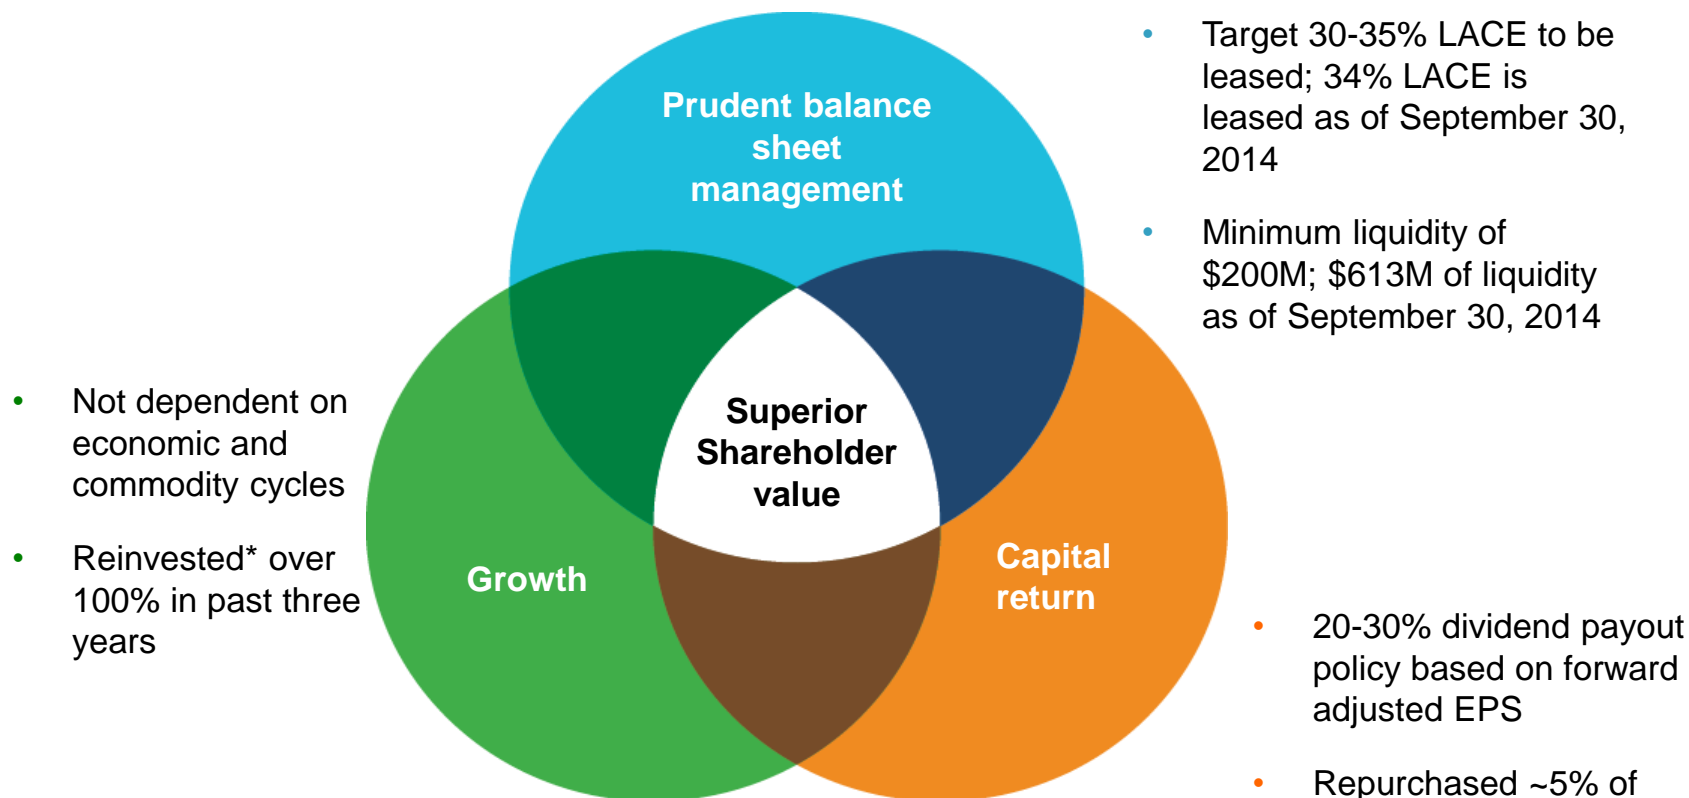 Prudent balance
sheet
management
• Target 30-35% LACE to be
leased; 34% LACE is
leased as of September 30,
2014
• Minimum liquidity of
$200M; $613M of liquidity
as of September 30, 2014
• Not dependent on
economic and
commodity cycles
• Reinvested* over
100% in past three
years
Superior
Shareholder
value
Growth
Capital
return
• 20-30% dividend payout
policy based on forward
adjusted EPS
• Repurchased ~5% of